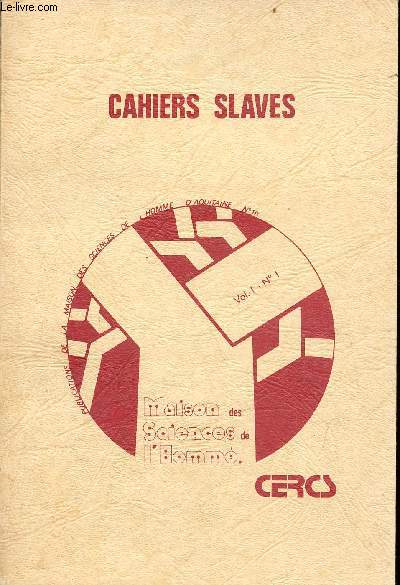 Le-livre.com
CAHIERS SLAVES
PUBLICATIONS DE LA MAISON DES SCIENCES DE L'HOMME D'AQUITAINE
Vol. 1 - N° 1
Maison des
Sciences de
l'Homme.
CERCS